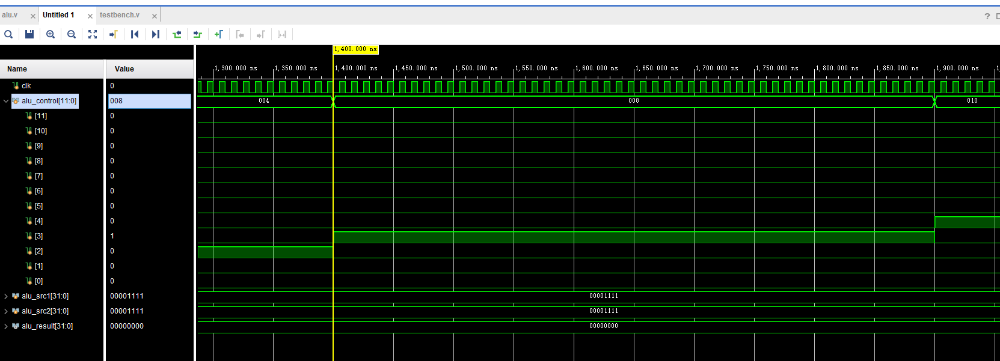 alu.v Untitled 1 testbench.v ?
1,400.000 ns
Name Value
1,300.000 ns 1,350.000 ns 1,400.000 ns 1,450.000 ns 1,500.000 ns 1,550.000 ns 1,600.000 ns 1,650.000 ns 1,700.000 ns 1,750.000 ns 1,800.000 ns 1,850.000 ns 1,900.000 ns
clk 0
alu_control[11:0] 008 004 008 010
[11] 0
[10] 0
[9] 0
[8] 0
[7] 0
[6] 0
[5] 0
[4] 0
[3] 1
[2] 0
[1] 0
[0] 0
alu_src1[31:0] 00001111 00001111
alu_src2[31:0] 00001111 00001111
alu_result[31:0] 00000000 00000000